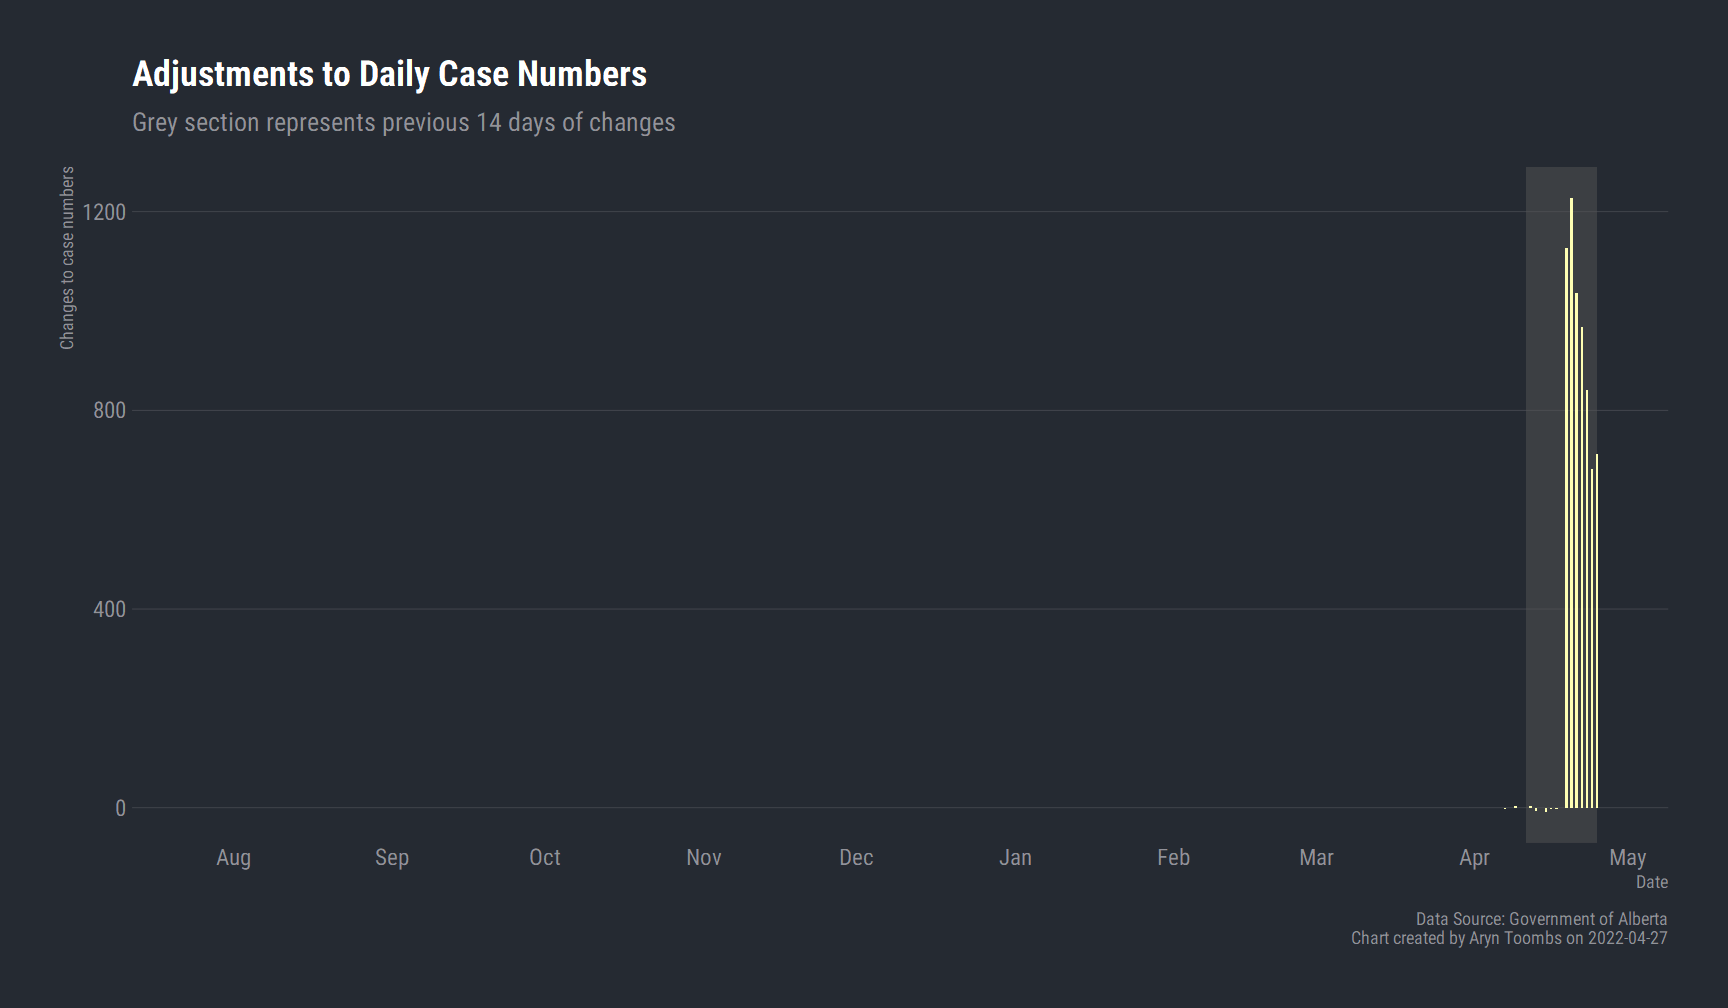 Adjustments to Daily Case Numbers
Grey section represents previous 14 days of changes
Changes to case numbers
1200
800
400
0
Aug Sep Oct Nov Dec Jan Feb Mar Apr May
Date
Data Source: Government of Alberta
Chart created by Aryn Toombs on 2022-04-27